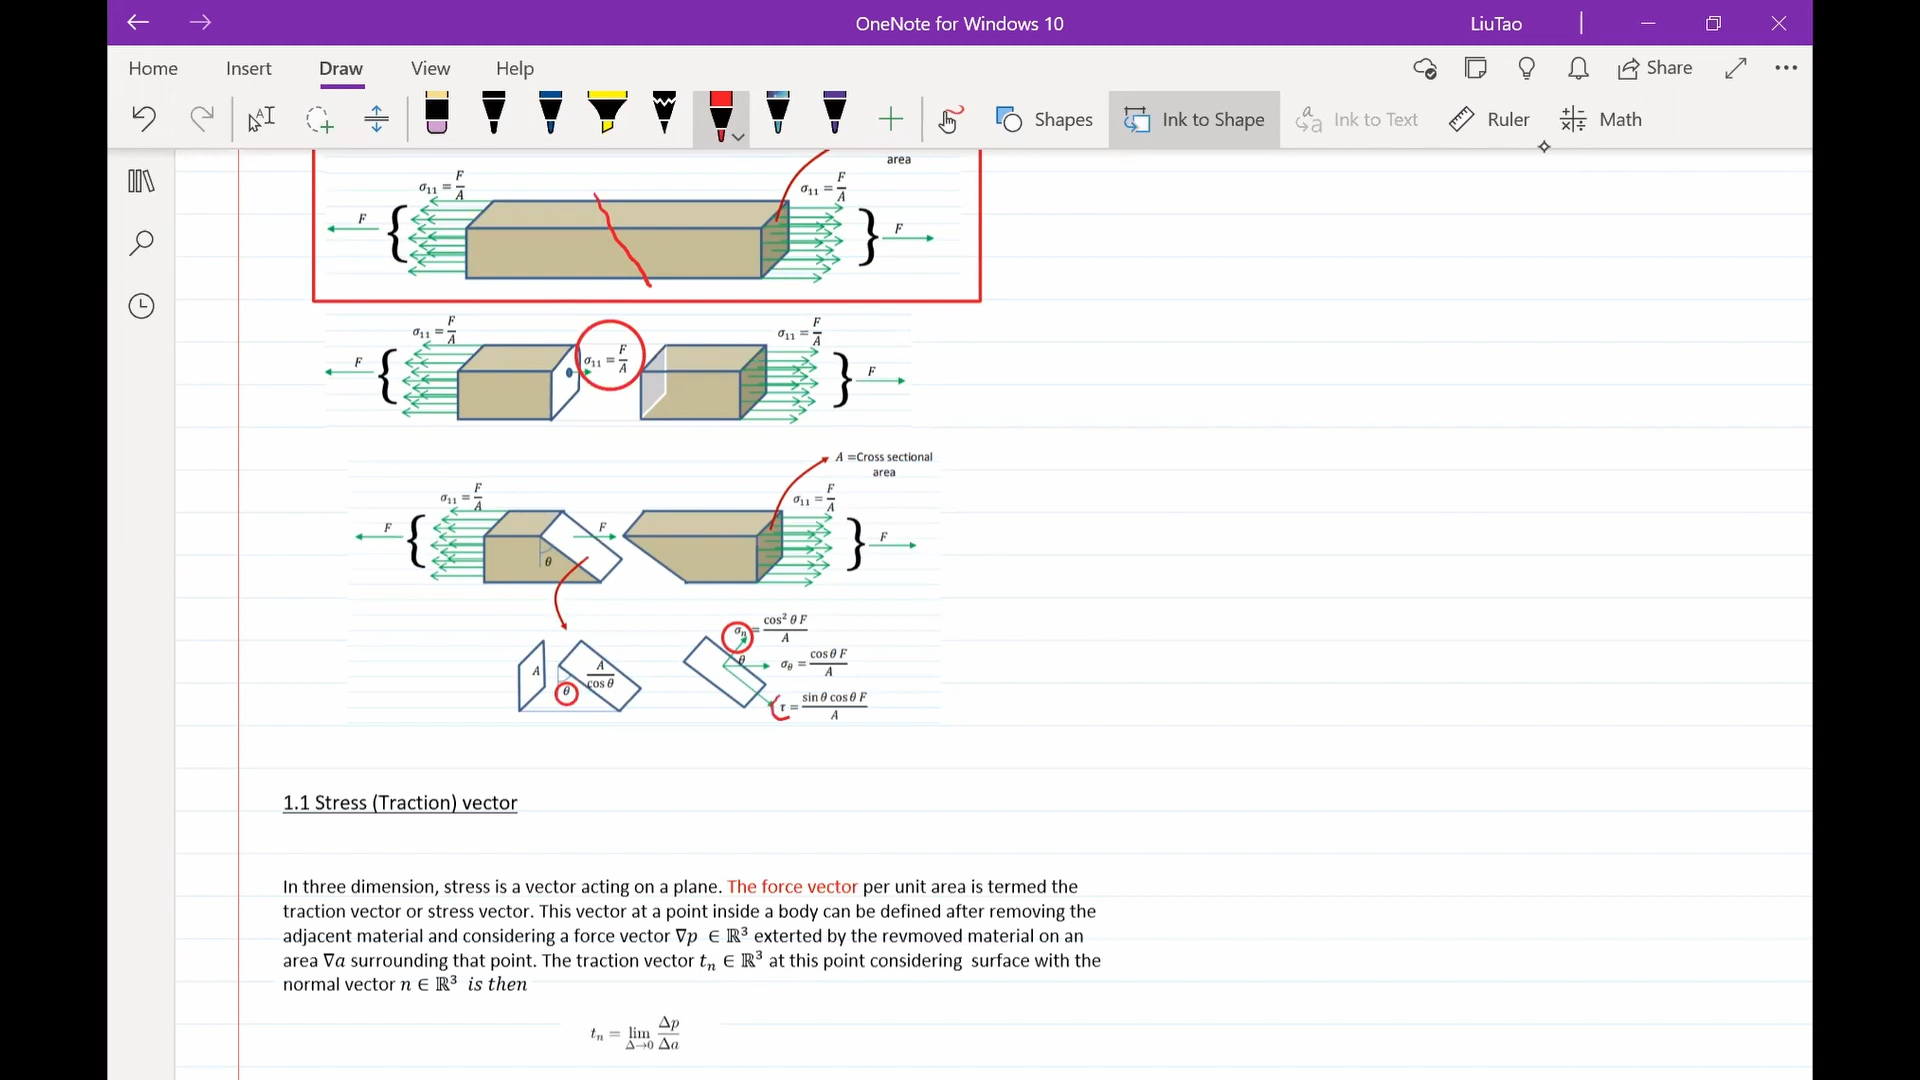 OneNote for Windows 10
LiuTao
Home Insert Draw View Help
Share
Shapes Ink to Shape Ink to Text Ruler Math
area
σ₁₁ = F/A
σ₁₁ = F/A
F
F
σ₁₁ = F/A
σ₁₁ = F/A
σ₁₁ = F/A
F
F
A =Cross sectional
area
σ₁₁ = F/A
σ₁₁ = F/A
F
F
F
θ
σₙ = cos² θ F/A
A
θ
A/cos θ
θ
σ_θ = cos θ F/A
τ = sin θ cos θ F/A
1.1 Stress (Traction) vector
In three dimension, stress is a vector acting on a plane. The force vector per unit area is termed the
traction vector or stress vector. This vector at a point inside a body can be defined after removing the
adjacent material and considering a force vector ∇p ∈ ℝ³ exterted by the revmoved material on an
area ∇a surrounding that point. The traction vector tₙ ∈ ℝ³ at this point considering surface with the
normal vector n ∈ ℝ³ is then
tₙ = lim Δ→0 Δp/Δa